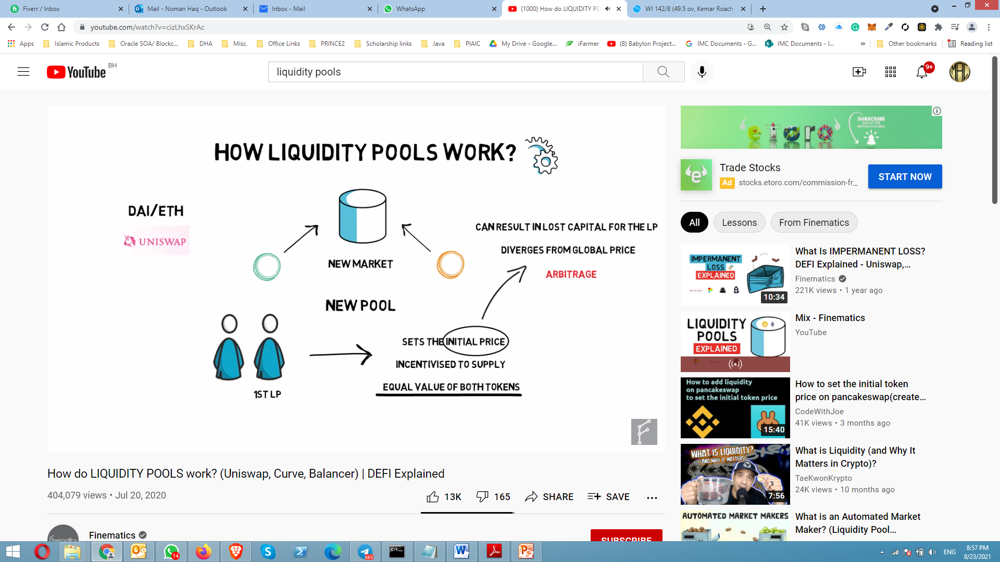 Fiverr / Inbox
Mail - Noman Haq - Outlook
Inbox - Mail
WhatsApp
(1000) How do LIQUIDITY PO
WI 142/8 (49.5 ov, Kemar Roach
youtube.com/watch?v=cizLhxSKrAc
Apps
Islamic Products
Oracle SOA/ Blockc...
DHA
Misc.
Office Links
PRINCE2
Scholarship links
Java
PIAIC
My Drive - Google...
iFarmer
(8) Babylon Project...
IMC Documents - G...
IMC Documents - I...
»
Other bookmarks
Reading list
YouTube BH
liquidity pools
9+
MAC
HOW LIQUIDITY POOLS WORK?
DAI/ETH
UNISWAP
NEW MARKET
CAN RESULT IN LOST CAPITAL FOR THE LP
DIVERGES FROM GLOBAL PRICE
ARBITRAGE
NEW POOL
SETS THE INITIAL PRICE
INCENTIVISED TO SUPPLY
EQUAL VALUE OF BOTH TOKENS
1ST LP
How do LIQUIDITY POOLS work? (Uniswap, Curve, Balancer) | DEFI Explained
404,079 views • Jul 20, 2020
13K
165
SHARE
SAVE
Finematics
SUBSCRIBE
etoro
SUBSCRIBE
AND HIT THE
NOTIFICATION BELL
Trade Stocks
Ad stocks.etoro.com/commission-fr...
START NOW
All
Lessons
From Finematics
IMPERMANENT
LOSS
EXPLAINED
10:34
What Is IMPERMANENT LOSS?
DEFI Explained - Uniswap,...
Finematics
221K views • 1 year ago
LIQUIDITY
POOLS
EXPLAINED
Mix - Finematics
YouTube
How to add liquidity
on pancakeswap
to set the initial token price
15:40
How to set the initial token
price on pancakeswap(create...
CodeWithJoe
41K views • 3 months ago
WHAT IS LIQUIDITY?
(AND WHY IT MATTERS)
7:56
What is Liquidity (and Why It
Matters in Crypto)?
TaeKwonKrypto
24K views • 10 months ago
AUTOMATED MARKET MAKERS
What is an Automated Market
Maker? (Liquidity Pool...
14
665
ENG
8:57 PM
8/23/2021